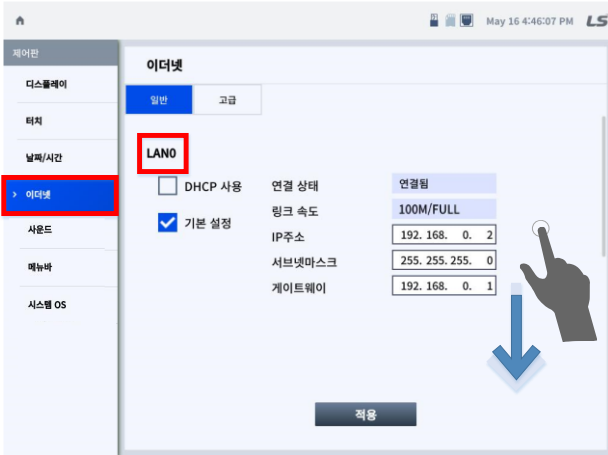 May 16 4:46:07 PM LS
제어판
디스플레이
터치
날짜/시간
> 이더넷
사운드
메뉴바
시스템 OS
이더넷
일반 고급
LAN0
DHCP 사용
기본 설정
연결 상태 연결됨
링크 속도 100M/FULL
IP주소 192. 168. 0. 2
서브넷마스크 255. 255. 255. 0
게이트웨이 192. 168. 0. 1
적용